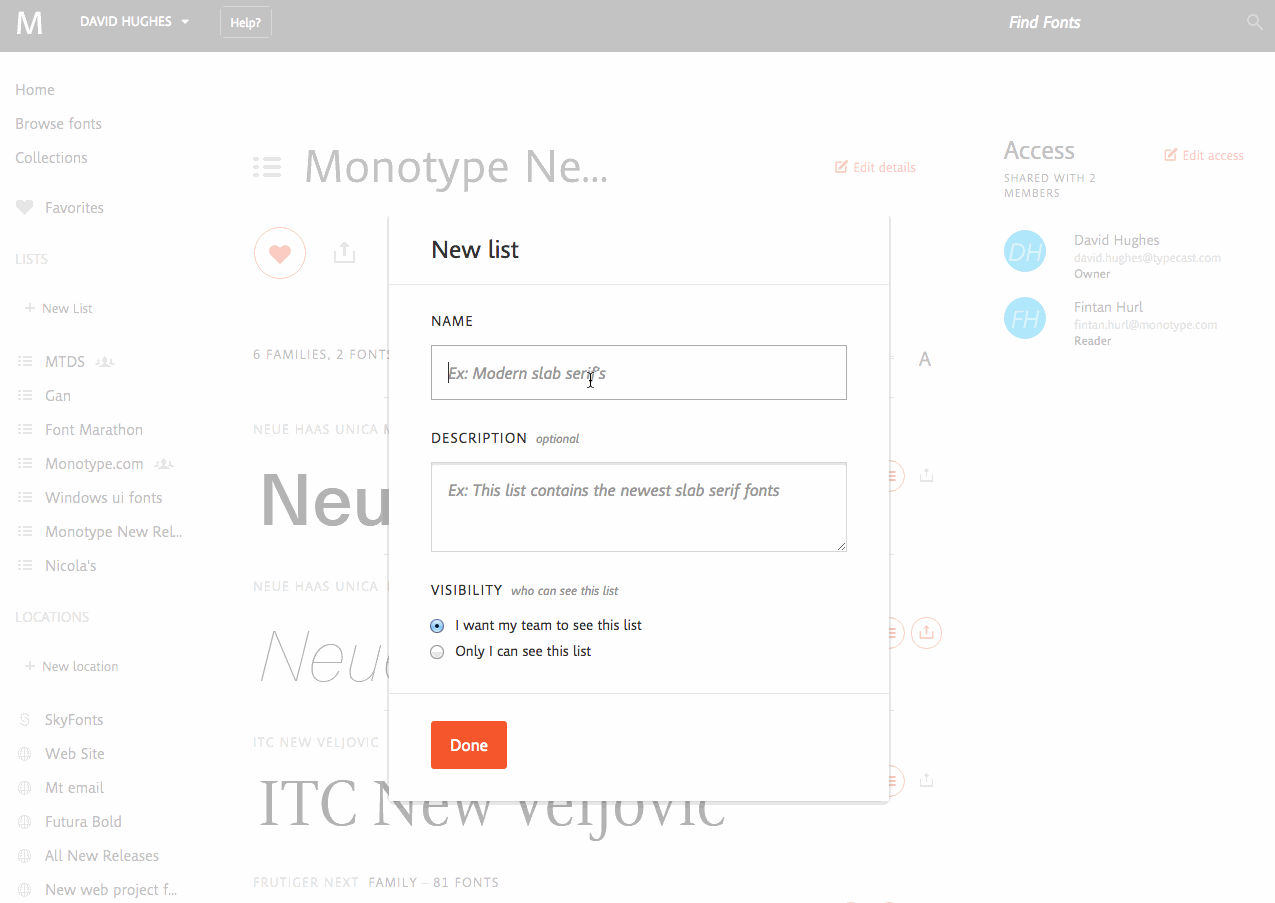 M DAVID HUGHES Help? Find Fonts
Home
Browse fonts
Collections
Favorites
LISTS
+ New List
MTDS
Gan
Font Marathon
Monotype.com
Windows ui fonts
Monotype New Rel...
Nicola's
LOCATIONS
+ New location
SkyFonts
Web Site
Mt email
Futura Bold
All New Releases
New web project f...
Monotype Ne...
Edit details
6 FAMILIES, 2 FONTS
A
NEUE HAAS UNICA
Neu
NEUE HAAS UNICA
Neu
ITC NEW VELJOVIC
ITC New Veljovic
FRUTIGER NEXT FAMILY – 81 FONTS
New list
NAME
Ex: Modern slab serif's
DESCRIPTION optional
Ex: This list contains the newest slab serif fonts
VISIBILITY who can see this list
I want my team to see this list
Only I can see this list
Done
Access
Edit access
SHARED WITH 2
MEMBERS
DH
David Hughes
david.hughes@typecast.com
Owner
FH
Fintan Hurl
fintan.hurl@monotype.com
Reader